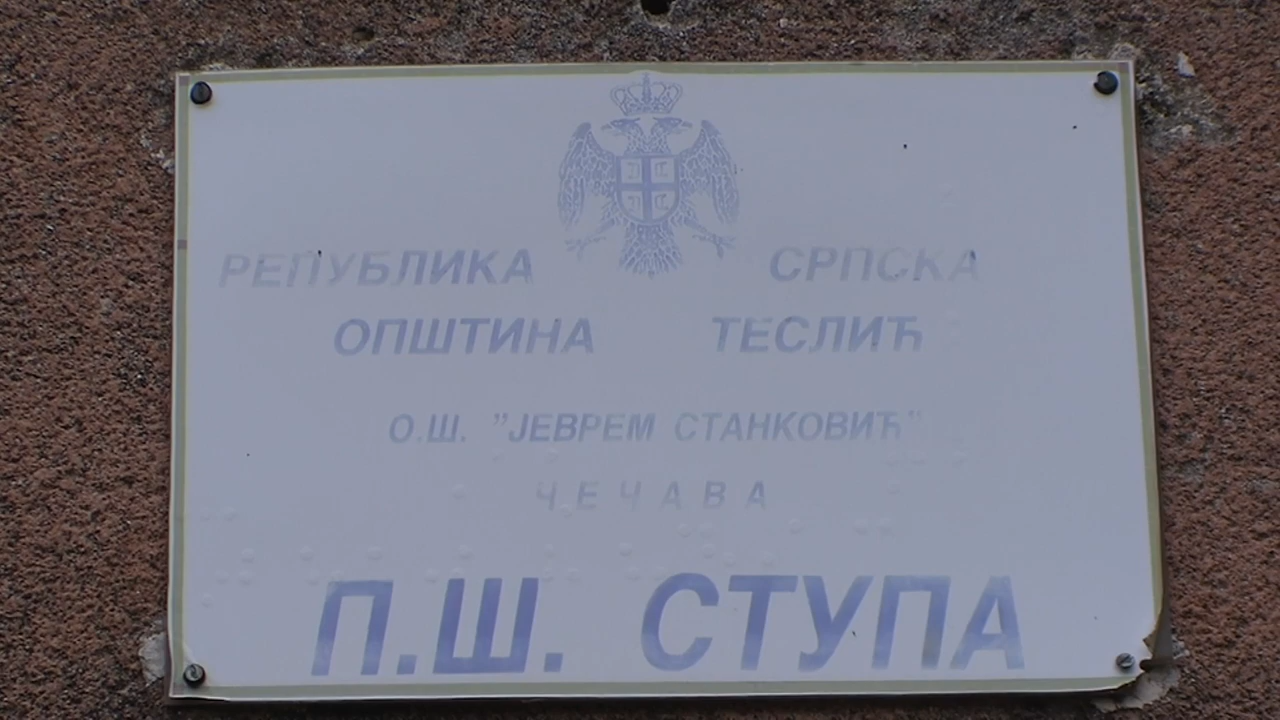 РЕПУБЛИКА СРПСКА
ОПШТИНА ТЕСЛИЋ
О.Ш. "ЈЕВРЕМ СТАНКОВИЋ"
ЧЕЧАВА
П.Ш. СТУПА